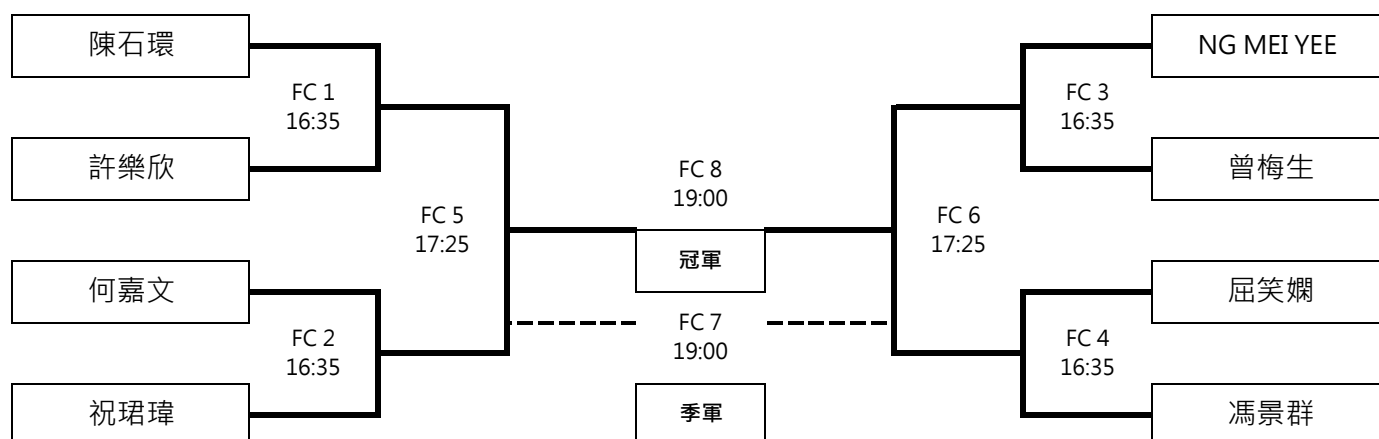 陳石環
NG MEI YEE
FC 1
16:35
FC 3
16:35
許樂欣
曾梅生
FC 8
19:00
FC 5
17:25
FC 6
17:25
冠軍
何嘉文
屈笑嫻
FC 7
19:00
FC 2
16:35
FC 4
16:35
祝珺瑋
季軍
馮景群